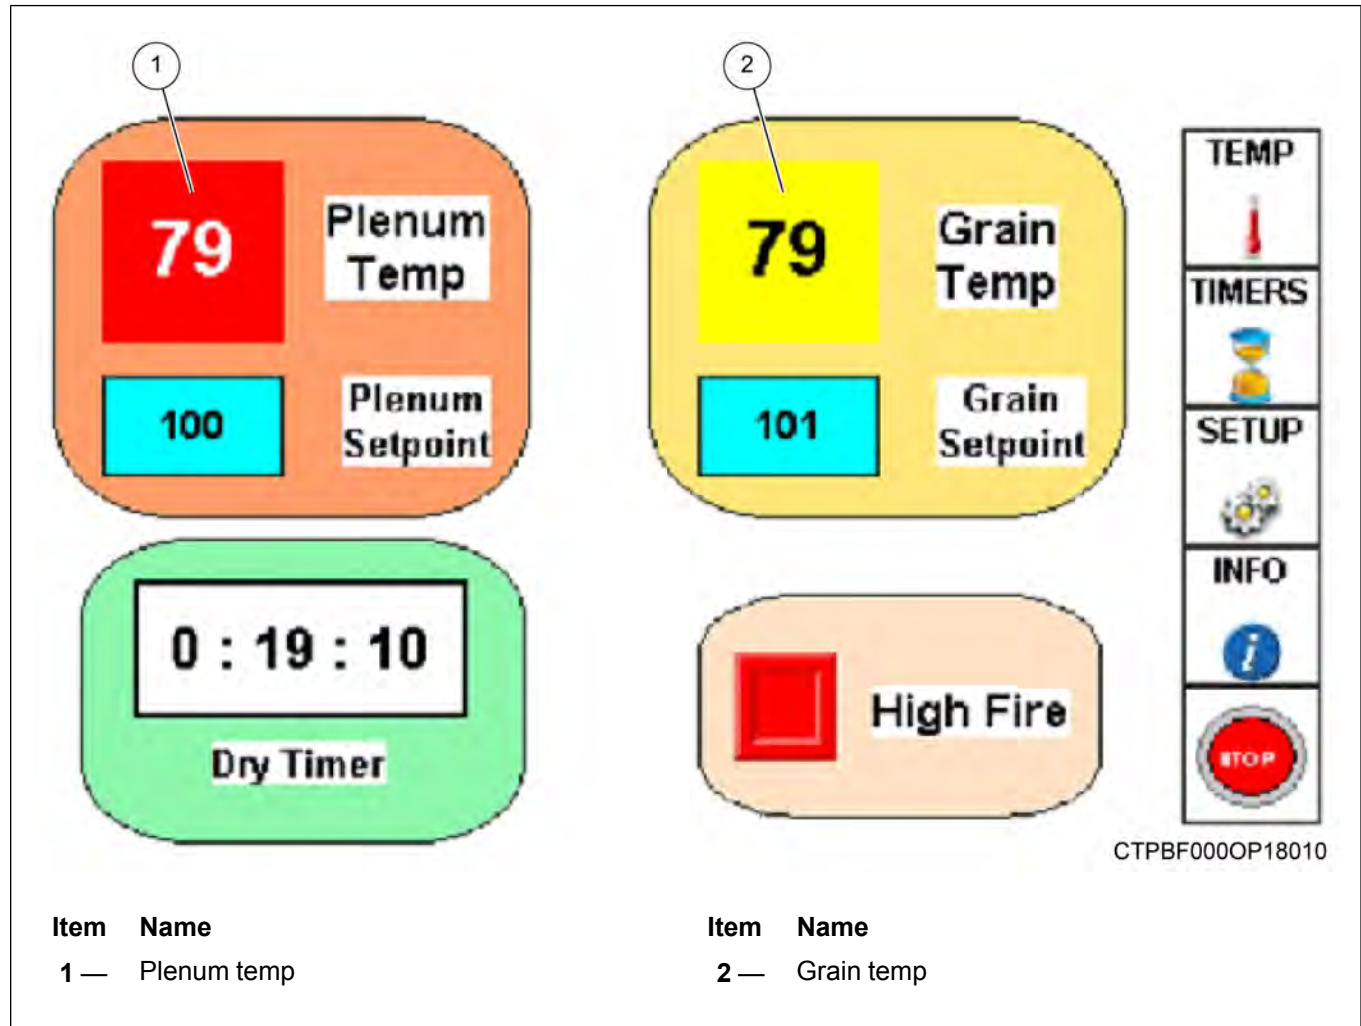 1
2
79
Plenum
Temp
100
Plenum
Setpoint
79
Grain
Temp
101
Grain
Setpoint
0 : 19 : 10
Dry Timer
High Fire
TEMP
TIMERS
SETUP
INFO
i
STOP
CTPBF000OP18010
Item Name
1 — Plenum temp
Item Name
2 — Grain temp